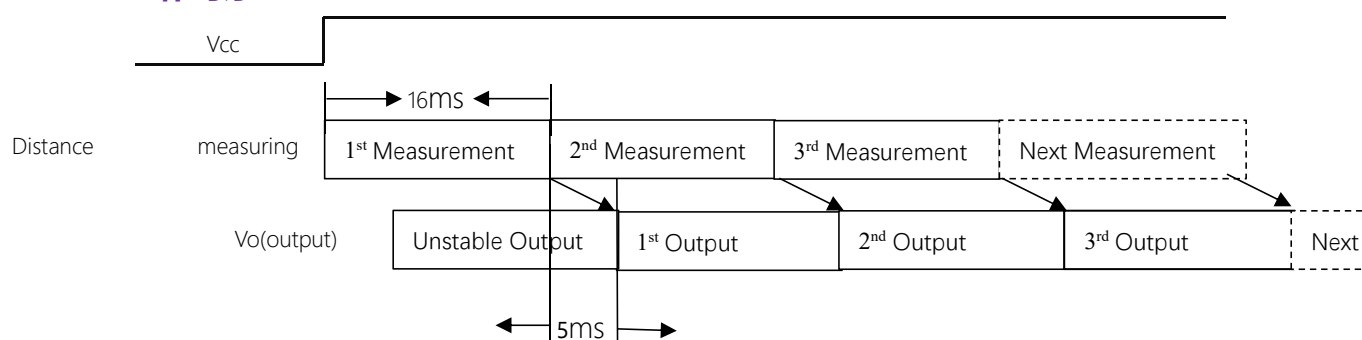 Vcc
16ms
Distance measuring 1st Measurement 2nd Measurement 3rd Measurement Next Measurement
Vo(output) Unstable Output 1st Output 2nd Output 3rd Output Next
5ms